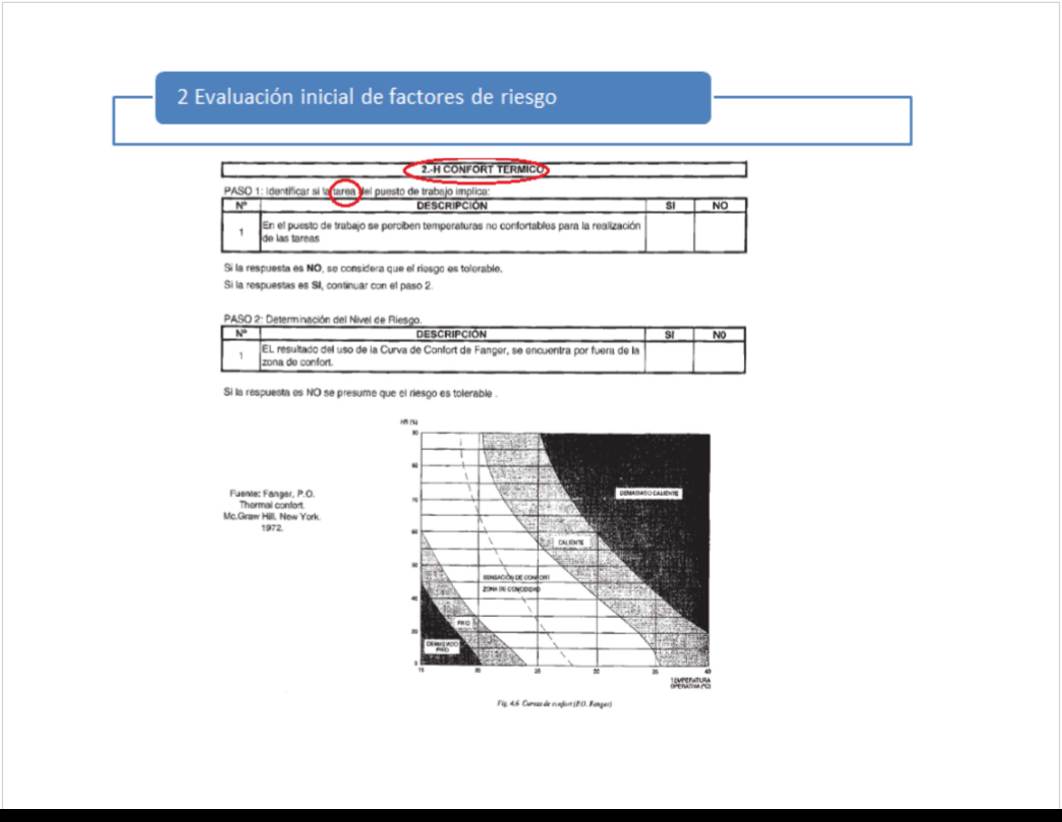 2 Evaluación inicial de factores de riesgo
2.-H CONFORT TERMICO
PASO 1: Identificar si la tarea del puesto de trabajo implica:
Nº DESCRIPCIÓN SI NO
1 En el puesto de trabajo se perciben temperaturas no confortables para la realización
de las tareas
Si la respuesta es NO, se considera que el riesgo es tolerable.
Si la respuestas es SI, continuar con el paso 2.
PASO 2: Determinación del Nivel de Riesgo.
Nº DESCRIPCIÓN SI NO
1 EL resultado del uso de la Curva de Confort de Fanger, se encuentra por fuera de la
zona de confort.
Si la respuesta es NO se presume que el riesgo es tolerable .
HR (%)
90
80
70
60
50
40
DEMASIADO CALIENTE
CALIENTE
SENSACIÓN DE CONFORT
ZONA DE COMODIDAD
FRIO
DEMASIADO
FRIO
Fuente: Fanger, P.O.
Thermal confort.
Mc.Graw Hill, New York.
1972.
0
15 20 25 30 35 40
TEMPERATURA
OPERATIVA (ºC)
Fig. 4.6 Curvas de confort (P.O. Fanger)